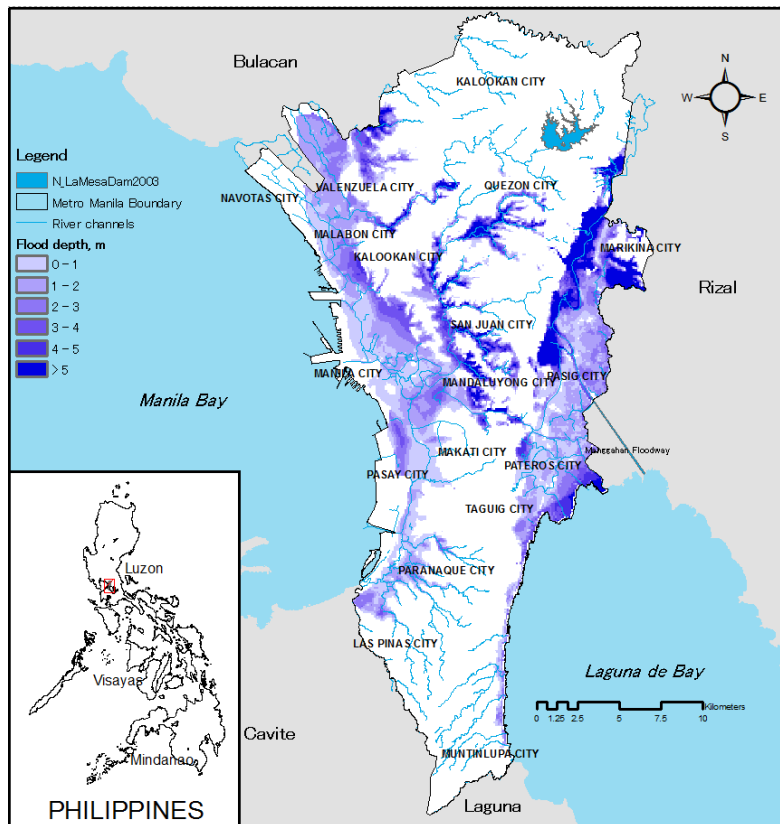 Bulacan
KALOOKAN CITY
N
W E
S
Legend
N_LaMesaDam2003
Metro Manila Boundary
River channels
Flood depth, m
0 - 1
1 - 2
2 - 3
3 - 4
4 - 5
> 5
VALENZUELA CITY
QUEZON CITY
NAVOTAS CITY
MALABON CITY
MARIKINA CITY
KALOOKAN CITY
Rizal
SAN JUAN CITY
MANILA CITY
MANDALUYONG CITY
PASIG CITY
Manila Bay
MAKATI CITY
Manggahan Floodway
PATEROS CITY
PASAY CITY
TAGUIG CITY
PARANAQUE CITY
LAS PINAS CITY
Laguna de Bay
Kilometers
0 1.25 2.5 5 7.5 10
MUNTINLUPA CITY
Cavite
Laguna
Luzon
Visayas
Mindanao
PHILIPPINES